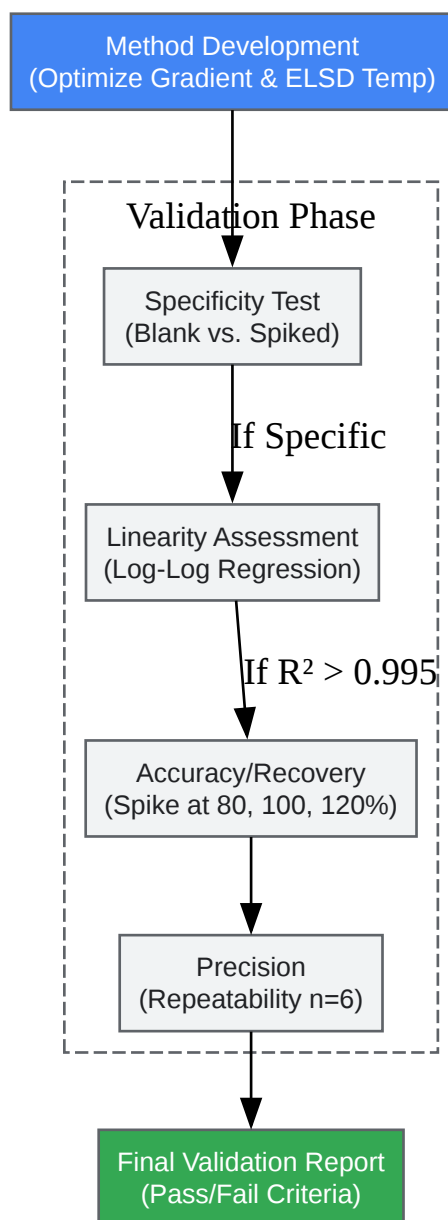 Method Development
(Optimize Gradient & ELSD Temp)
Validation Phase
Specificity Test
(Blank vs. Spiked)
If Specific
Linearity Assessment
(Log-Log Regression)
If R² > 0.995
Accuracy/Recovery
(Spike at 80, 100, 120%)
Precision
(Repeatability n=6)
Final Validation Report
(Pass/Fail Criteria)